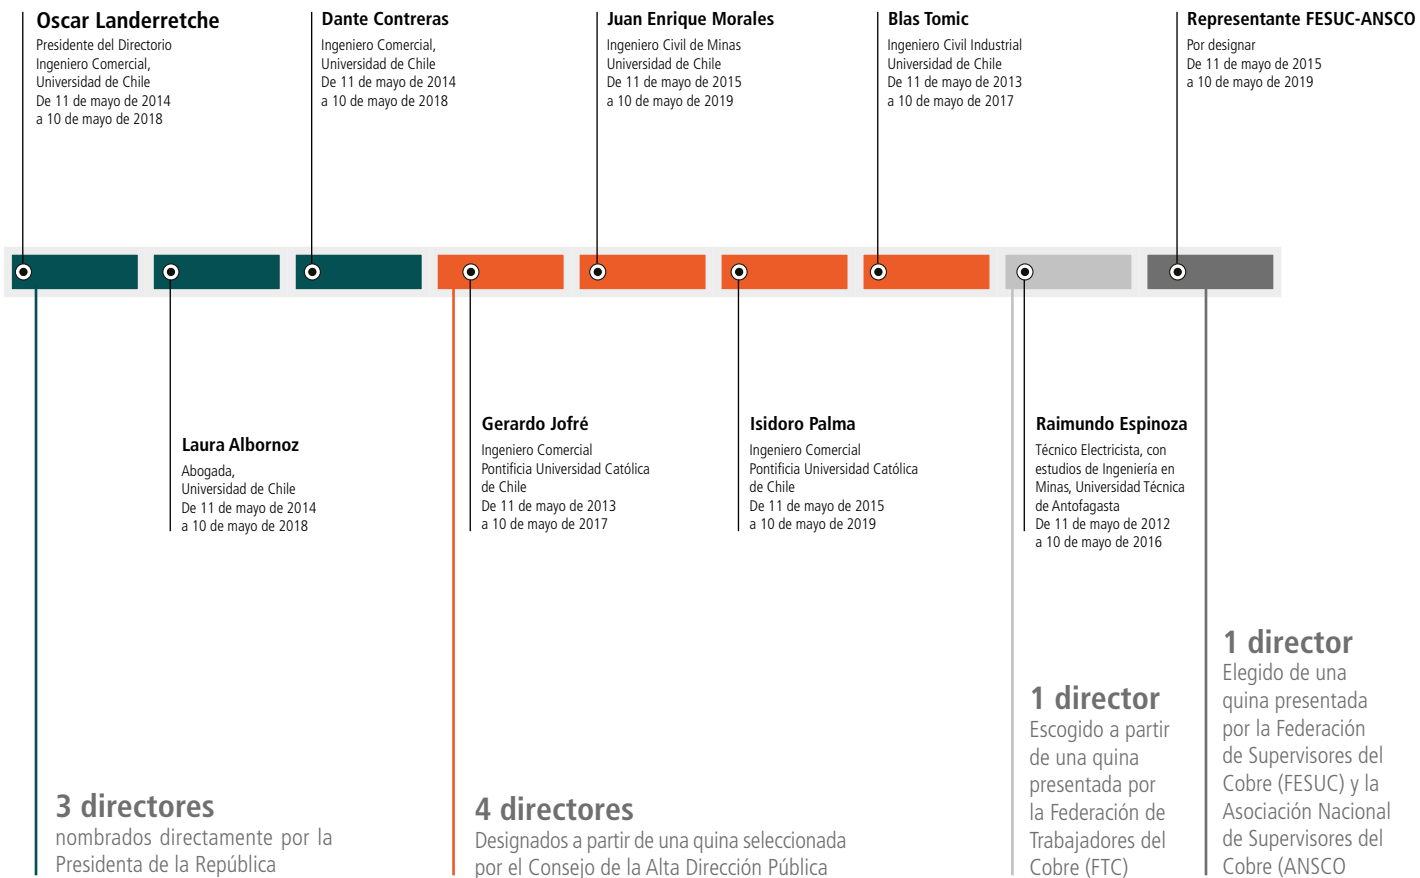 Oscar Landerretche
Presidente del Directorio
Ingeniero Comercial,
Universidad de Chile
De 11 de mayo de 2014
a 10 de mayo de 2018
Dante Contreras
Ingeniero Comercial,
Universidad de Chile
De 11 de mayo de 2014
a 10 de mayo de 2018
Juan Enrique Morales
Ingeniero Civil de Minas
Universidad de Chile
De 11 de mayo de 2015
a 10 de mayo de 2019
Blas Tomic
Ingeniero Civil Industrial
Universidad de Chile
De 11 de mayo de 2013
a 10 de mayo de 2017
Representante FESUC-ANSCO
Por designar
De 11 de mayo de 2015
a 10 de mayo de 2019
Laura Albornoz
Abogada,
Universidad de Chile
De 11 de mayo de 2014
a 10 de mayo de 2018
Gerardo Jofré
Ingeniero Comercial
Pontificia Universidad Católica
de Chile
De 11 de mayo de 2013
a 10 de mayo de 2017
Isidoro Palma
Ingeniero Comercial
Pontificia Universidad Católica
de Chile
De 11 de mayo de 2015
a 10 de mayo de 2019
Raimundo Espinoza
Técnico Electricista, con
estudios de Ingeniería en
Minas, Universidad Técnica
de Antofagasta
De 11 de mayo de 2012
a 10 de mayo de 2016
3 directores
nombrados directamente por la
Presidenta de la República
4 directores
Designados a partir de una quina seleccionada
por el Consejo de la Alta Dirección Pública
1 director
Escogido a partir
de una quina
presentada por
la Federación de
Trabajadores del
Cobre (FTC)
1 director
Elegido de una
quina presentada
por la Federación
de Supervisores del
Cobre (FESUC) y la
Asociación Nacional
de Supervisores del
Cobre (ANSCO